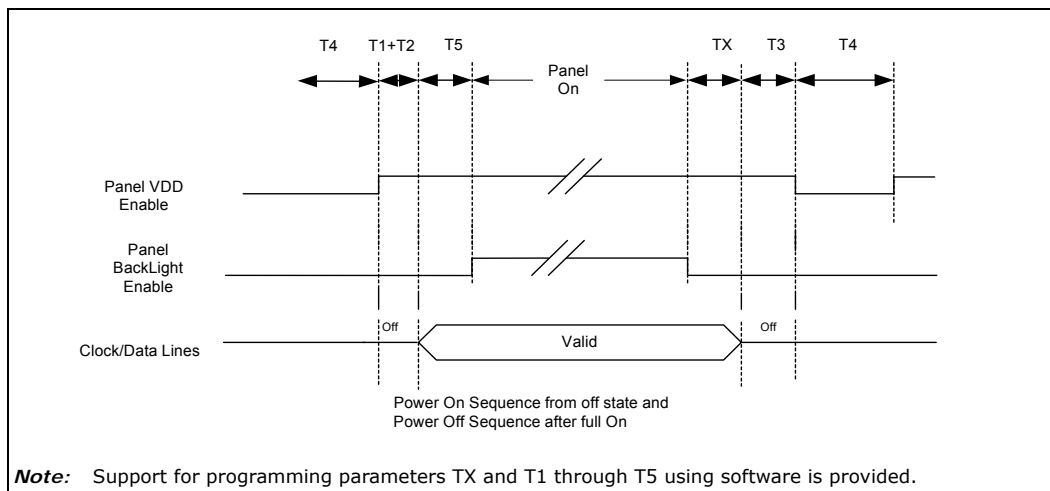 T4 T1+T2 T5 TX T3 T4
Panel
On
Panel VDD
Enable
Panel
BackLight
Enable
Off
Off
Clock/Data Lines
Valid
Power On Sequence from off state and
Power Off Sequence after full On
Note: Support for programming parameters TX and T1 through T5 using software is provided.